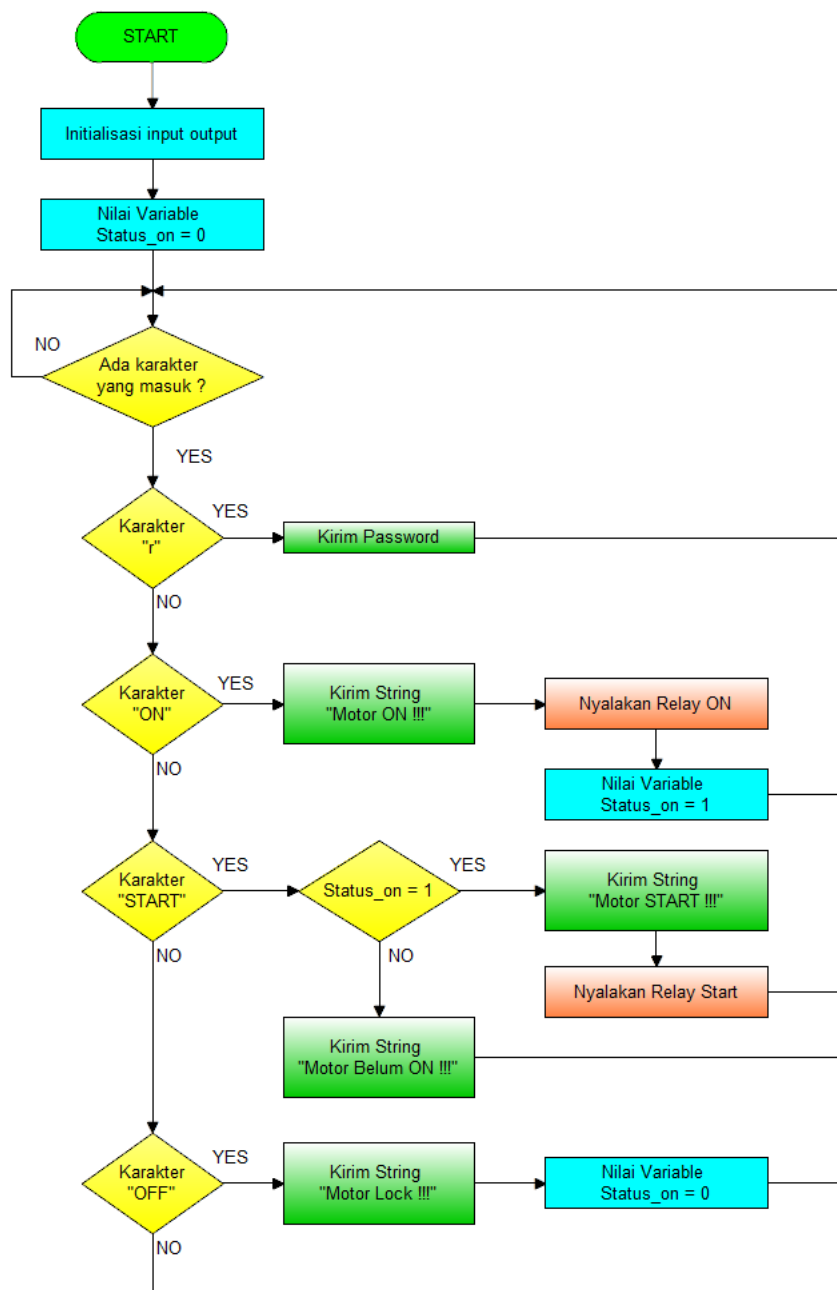 START
Initialisasi input output
Nilai Variable
Status_on = 0
NO
Ada karakter
yang masuk ?
YES
Karakter
"r"
YES
Kirim Password
NO
Karakter
"ON"
YES
Kirim String
"Motor ON !!!"
Nyalakan Relay ON
NO
Nilai Variable
Status_on = 1
Karakter
"START"
YES
Status_on = 1
YES
Kirim String
"Motor START !!!"
NO
NO
Nyalakan Relay Start
Kirim String
"Motor Belum ON !!!"
Karakter
"OFF"
YES
Kirim String
"Motor Lock !!!"
Nilai Variable
Status_on = 0
NO